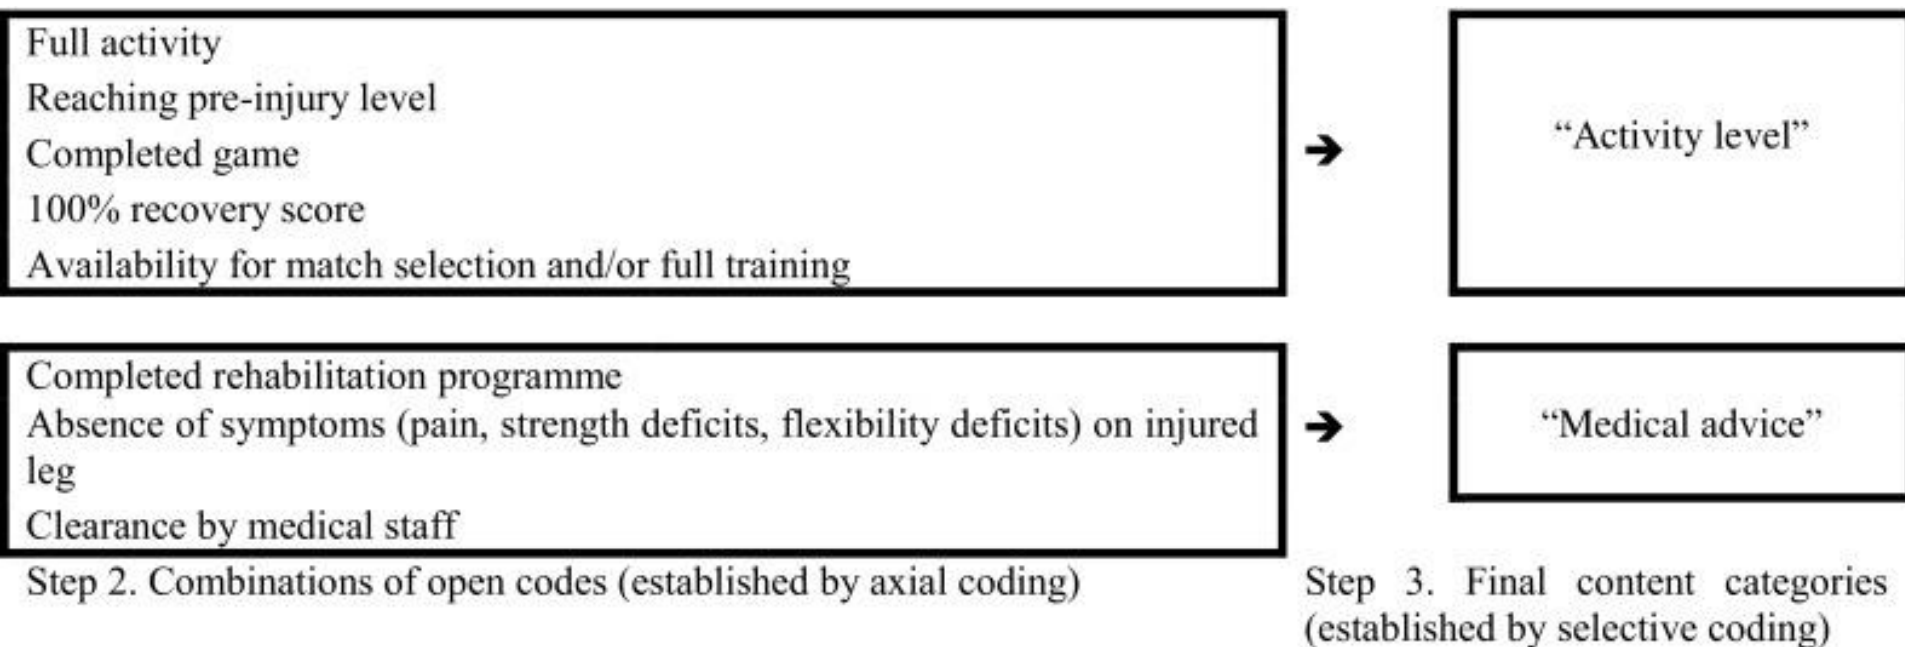 Full activity
Reaching pre-injury level
Completed game
100% recovery score
Availability for match selection and/or full training
➔
“Activity level”
Completed rehabilitation programme
Absence of symptoms (pain, strength deficits, flexibility deficits) on injured
leg
Clearance by medical staff
➔
“Medical advice”
Step 2. Combinations of open codes (established by axial coding)
Step 3. Final content categories
(established by selective coding)